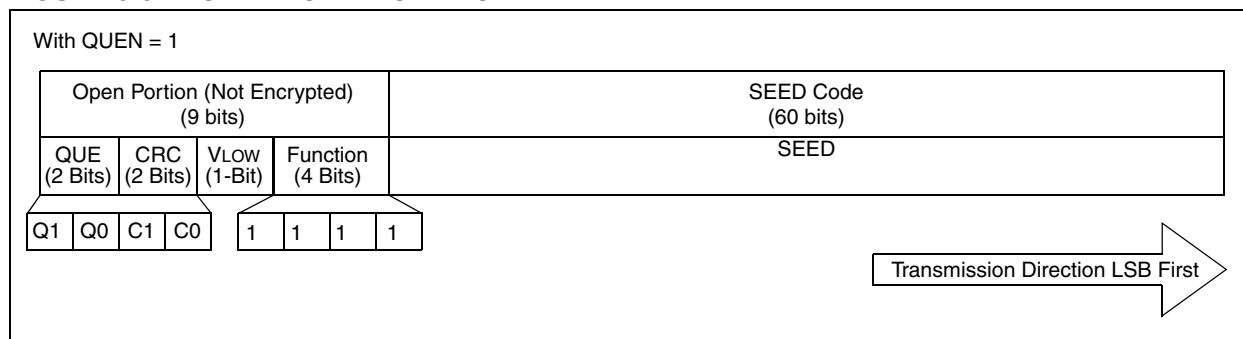 With QUEN = 1
Open Portion (Not Encrypted)
(9 bits)
SEED Code
(60 bits)
QUE
(2 Bits)
CRC
(2 Bits)
VLOW
(1-Bit)
Function
(4 Bits)
SEED
Q1 Q0 C1 C0 1 1 1 1
Transmission Direction LSB First